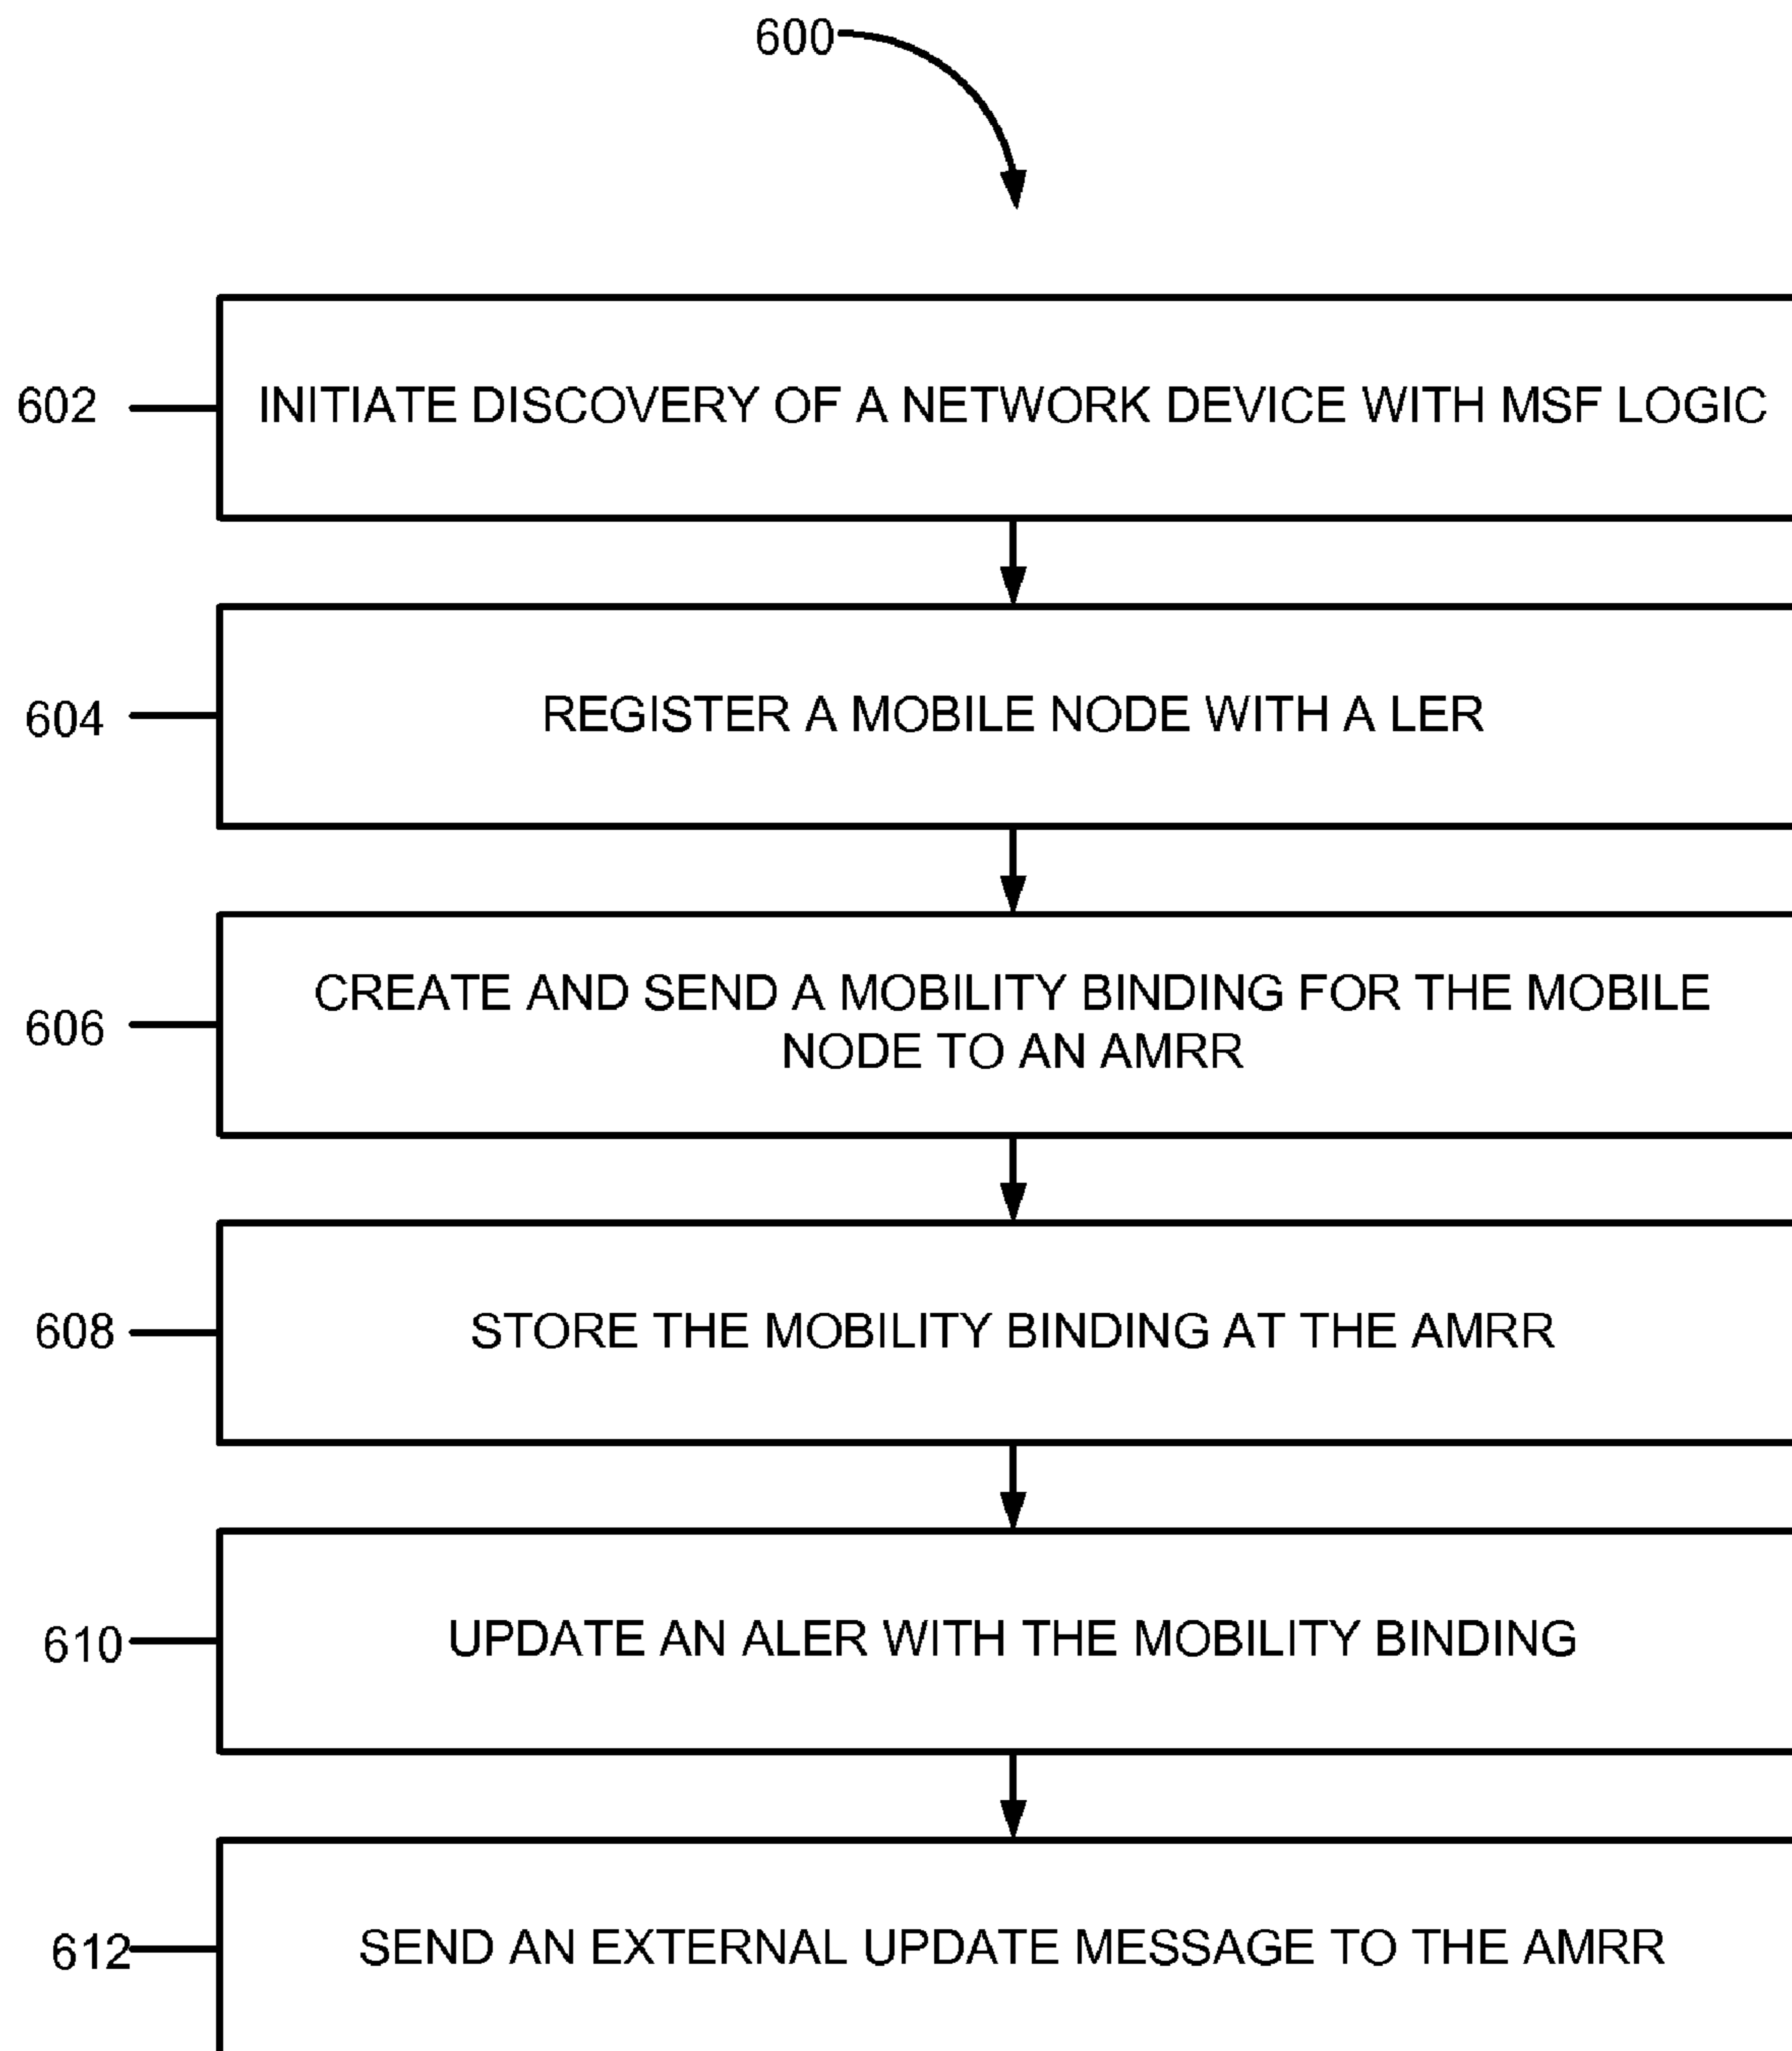 600
602
INITIATE DISCOVERY OF A NETWORK DEVICE WITH MSF LOGIC
604
REGISTER A MOBILE NODE WITH A LER
606
CREATE AND SEND A MOBILITY BINDING FOR THE MOBILE
NODE TO AN AMRR
608
STORE THE MOBILITY BINDING AT THE AMRR
610
UPDATE AN ALER WITH THE MOBILITY BINDING
612
SEND AN EXTERNAL UPDATE MESSAGE TO THE AMRR